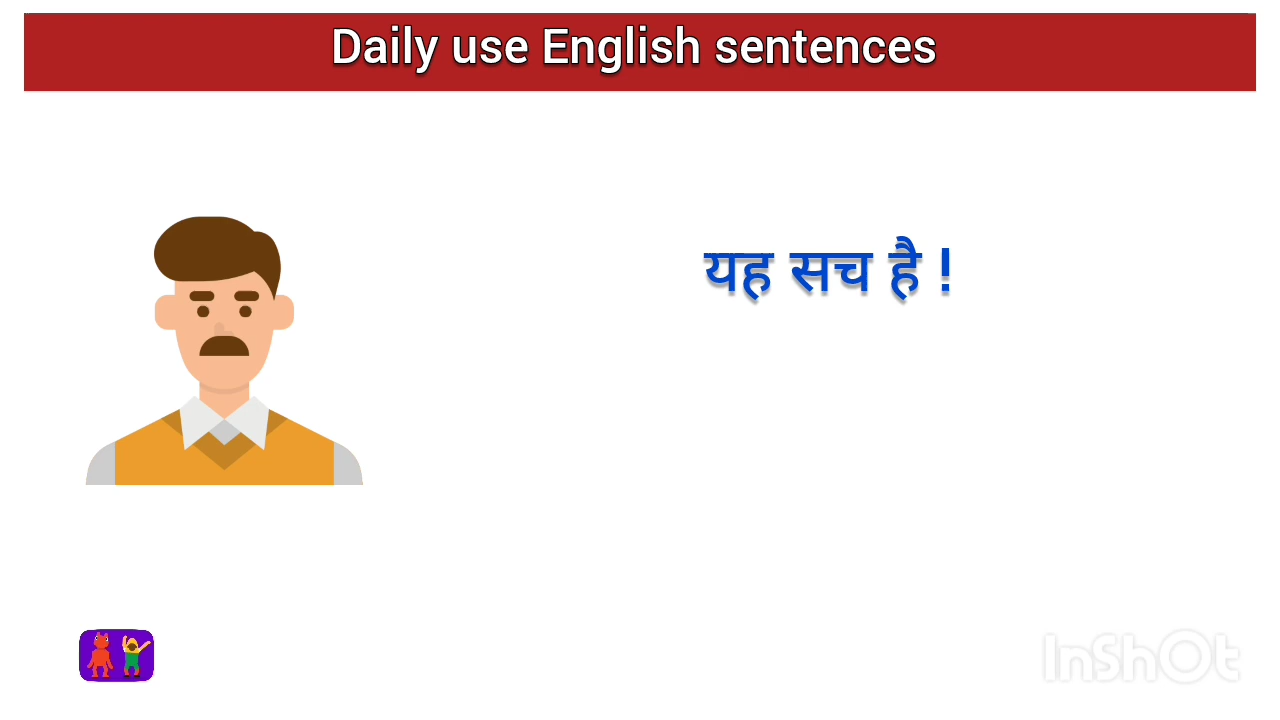 Daily use English sentences
यह सच है !
InShOt